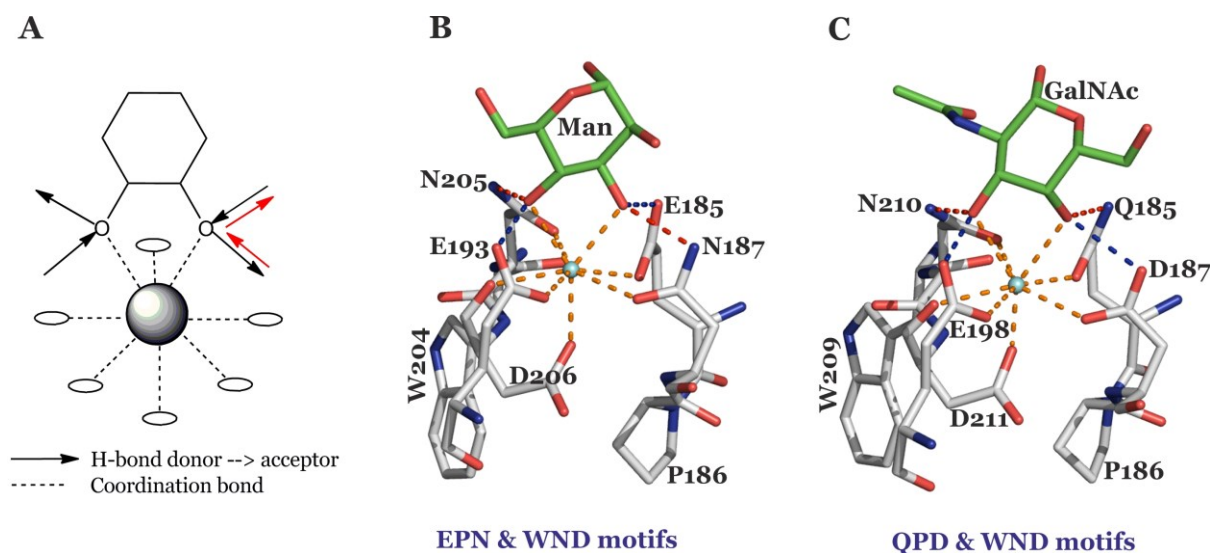 A
B
C
GalNAc
Man
N205
E185
N210
Q185
E193
N187
D187
E198
W204
D206
W209
D211
P186
P186
H-bond donor --> acceptor
Coordination bond
EPN & WND motifs
QPD & WND motifs